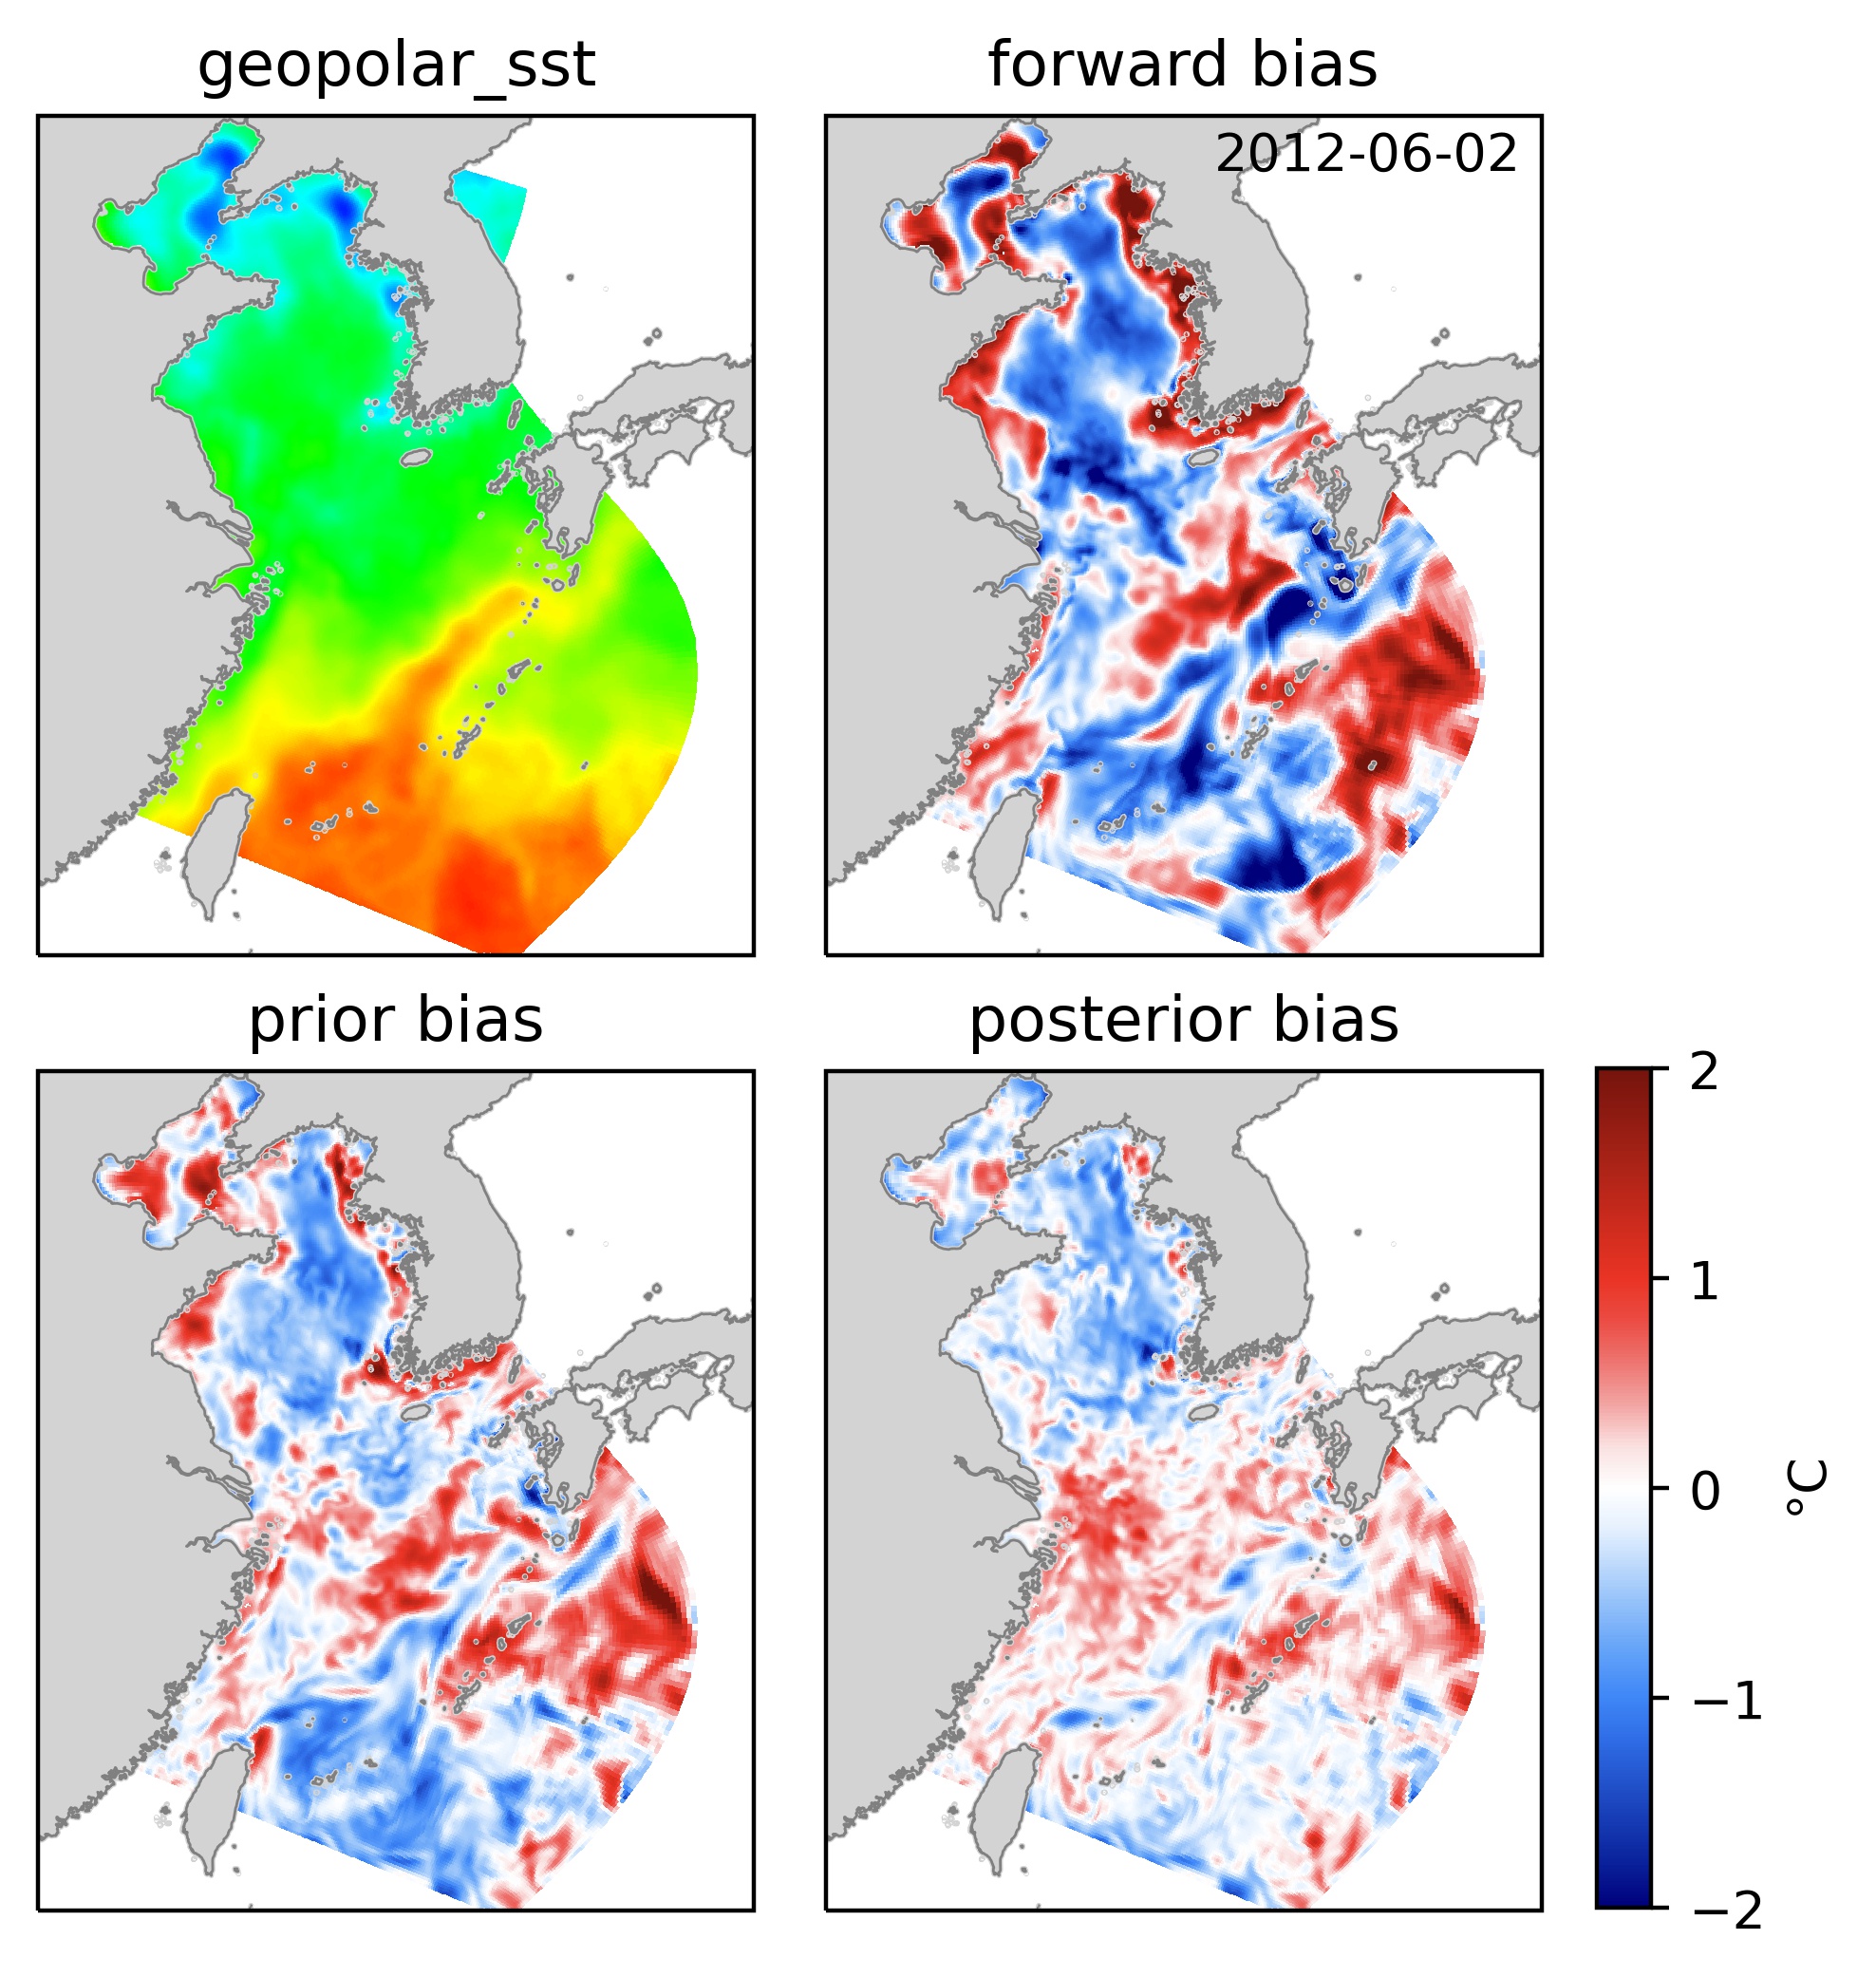 geopolar_sst
forward bias
2012-06-02
prior bias
posterior bias
2
1
0
−1
−2
°C